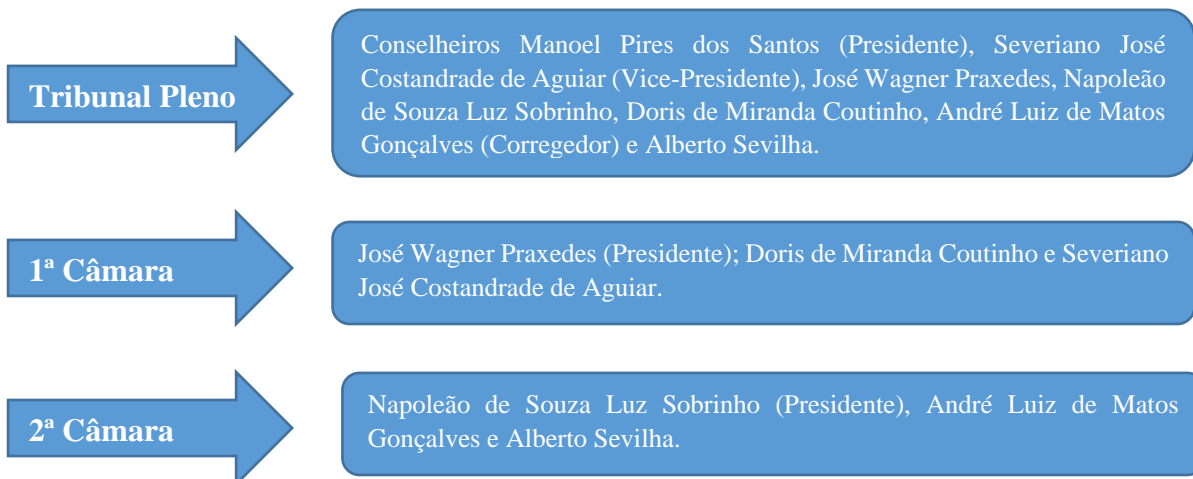 Tribunal Pleno
Conselheiros Manoel Pires dos Santos (Presidente), Severiano José
Costandrade de Aguiar (Vice-Presidente), José Wagner Praxedes, Napoleão
de Souza Luz Sobrinho, Doris de Miranda Coutinho, André Luiz de Matos
Gonçalves (Corregedor) e Alberto Sevilha.
1ª Câmara
José Wagner Praxedes (Presidente); Doris de Miranda Coutinho e Severiano
José Costandrade de Aguiar.
2ª Câmara
Napoleão de Souza Luz Sobrinho (Presidente), André Luiz de Matos
Gonçalves e Alberto Sevilha.